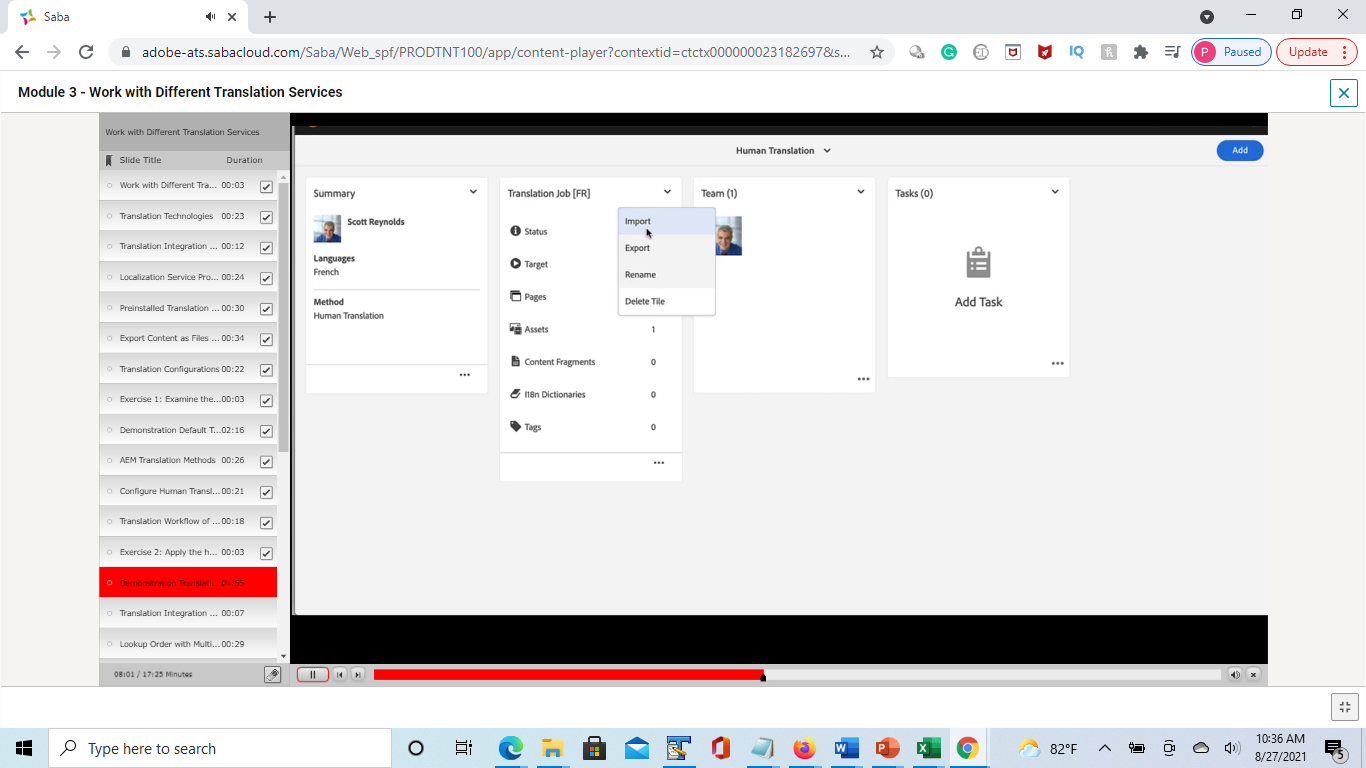 Saba
adobe-ats.sabacloud.com/Saba/Web_spf/PRODTNT100/app/content-player?contextid=ctctx0000000231826978&s...
P Paused
Update
Module 3 - Work with Different Translation Services
Work with Different Translation Services
Slide Title Duration
Work with Different Tra... 00:03
Translation Technologies 00:23
Translation Integration ... 00:12
Localization Service Pro... 00:24
Preinstalled Translation ... 00:30
Export Content as Files ... 00:34
Translation Configurations 00:22
Exercise 1: Examine the... 00:03
Demonstration Default T... 02:16
AEM Translation Methods 00:26
Configure Human Transl... 00:21
Translation Workflow of ... 00:18
Exercise 2: Apply the h... 00:03
Demonstration Translati... 04:55
Translation Integration ... 00:07
Lookup Order with Multi... 00:29
08:01 / 17:25 Minutes
Human Translation
Add
Summary
Scott Reynolds
Languages
French
Method
Human Translation
Translation Job [FR]
Status
Target
Pages
Assets 1
Content Fragments 0
I18n Dictionaries 0
Tags 0
Import
Export
Rename
Delete Tile
Team (1)
Tasks (0)
Add Task
Type here to search
82°F
10:36 AM
8/27/2021
5